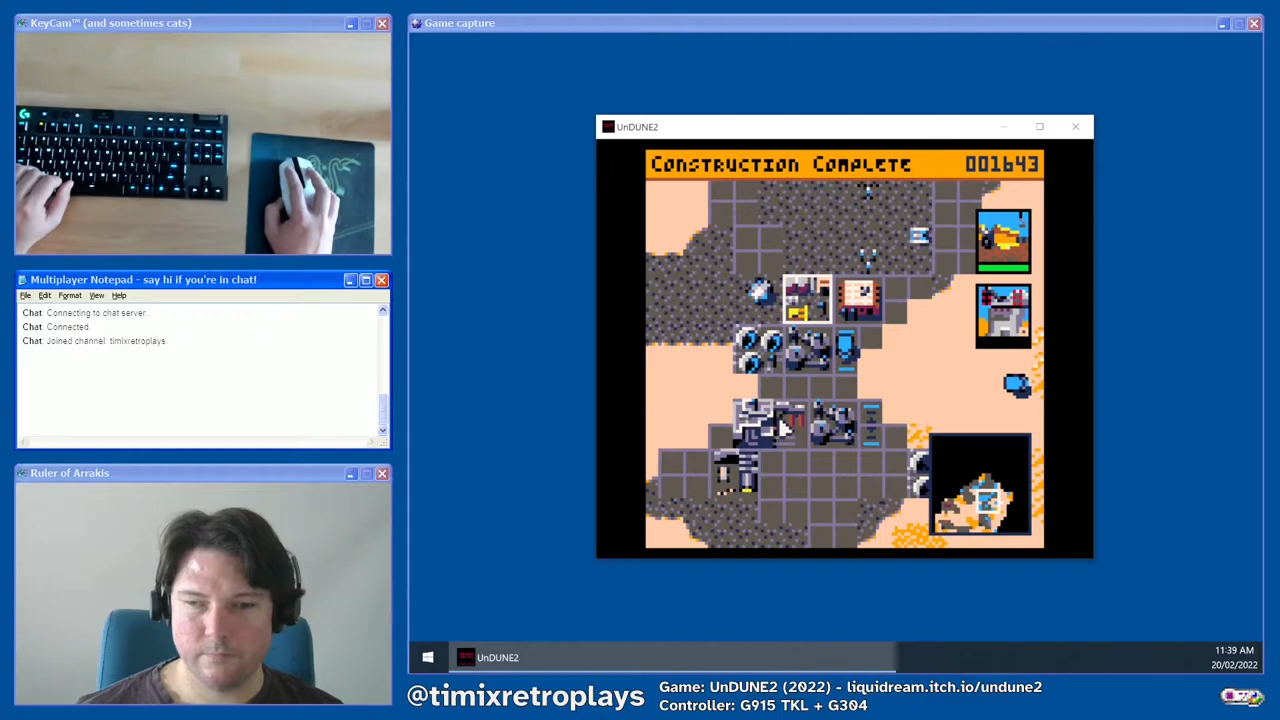 KeyCam™ (and sometimes cats)
Game capture
UnDUNE2
Construction Complete 001643
Multiplayer Notepad - say hi if you're in chat!
File Edit Format View Help
Chat: Connecting to chat server..
Chat: Connected.
Chat: Joined channel: timixretroplays.
Ruler of Arrakis
UnDUNE2
11:39 AM
20/02/2022
@timixretroplays
Game: UnDUNE2 (2022) - liquidream.itch.io/undune2
Controller: G915 TKL + G304